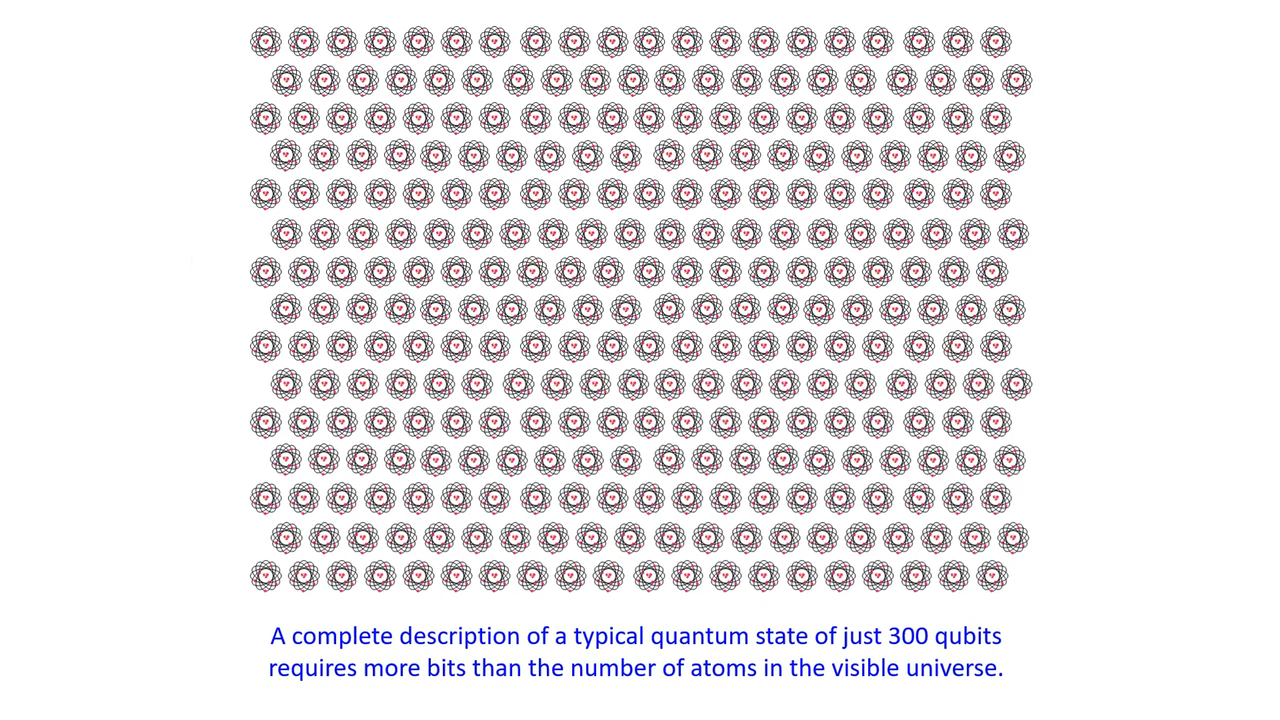 A complete description of a typical quantum state of just 300 qubits
requires more bits than the number of atoms in the visible universe.